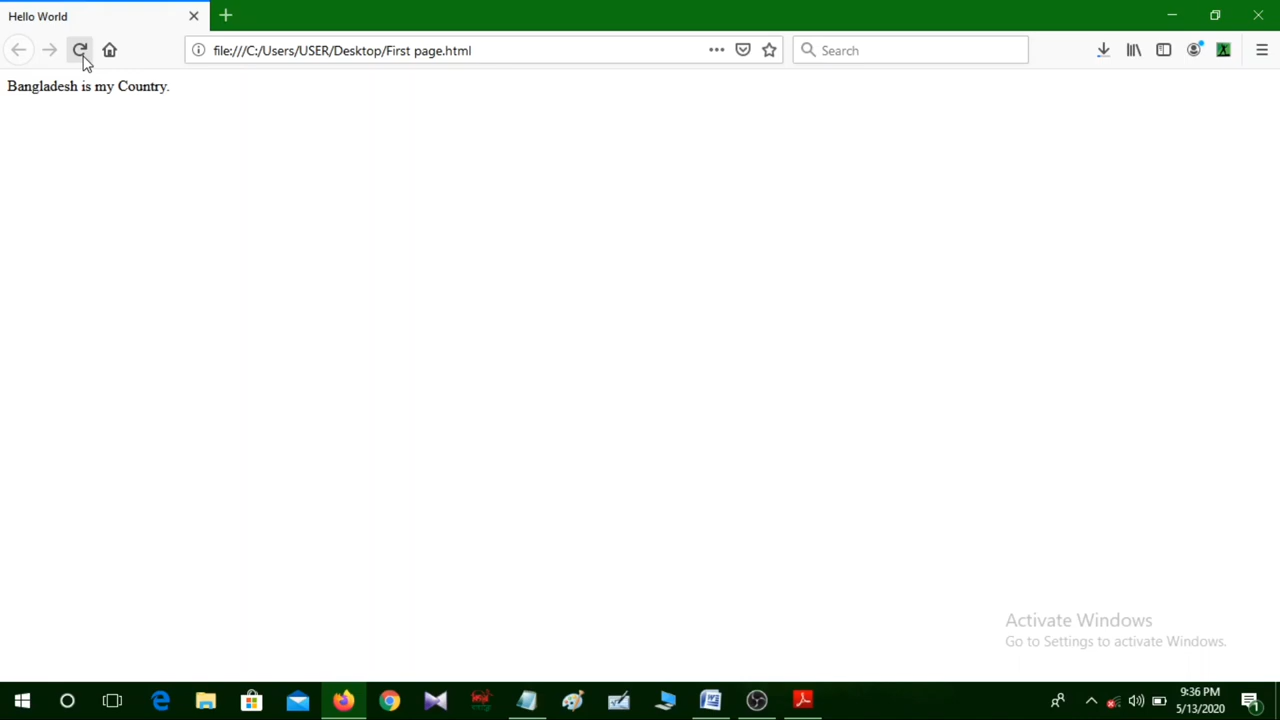 Hello World
file:///C:/Users/USER/Desktop/First page.html
Search
Bangladesh is my Country.
Activate Windows
Go to Settings to activate Windows.
9:36 PM
5/13/2020
1